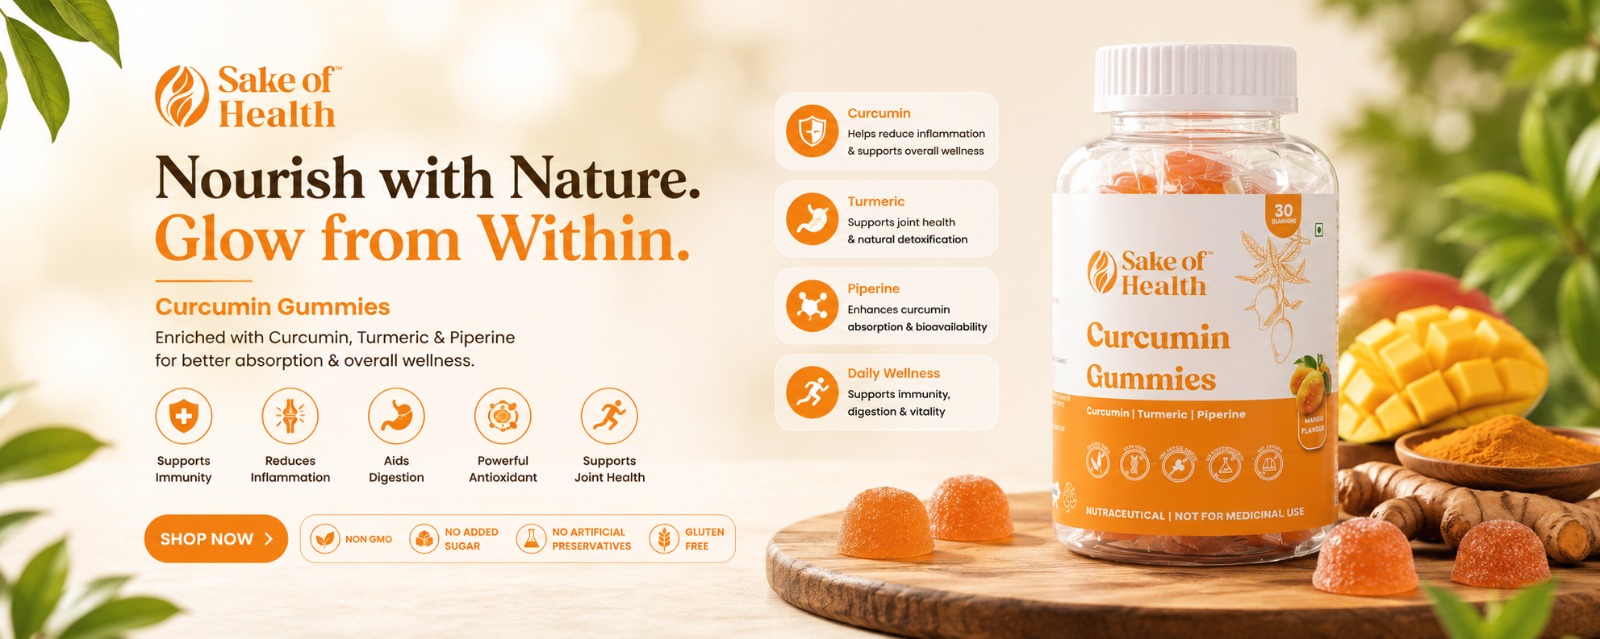 Sake of™
Health
Nourish with Nature.
Glow from Within.
Curcumin Gummies
Enriched with Curcumin, Turmeric & Piperine
for better absorption & overall wellness.
Supports
Immunity
Reduces
Inflammation
Aids
Digestion
Powerful
Antioxidant
Supports
Joint Health
SHOP NOW
NON GMO
NO ADDED
SUGAR
NO ARTIFICIAL
PRESERVATIVES
GLUTEN
FREE
Curcumin
Helps reduce inflammation
& supports overall wellness
Turmeric
Supports joint health
& natural detoxification
Piperine
Enhances curcumin
absorption & bioavailability
Daily Wellness
Supports immunity,
digestion & vitality
30
Sake of™
Health
Curcumin
Gummies
Curcumin | Turmeric | Piperine
MANGO
FLAVOUR
NUTRACEUTICAL | NOT FOR MEDICINAL USE